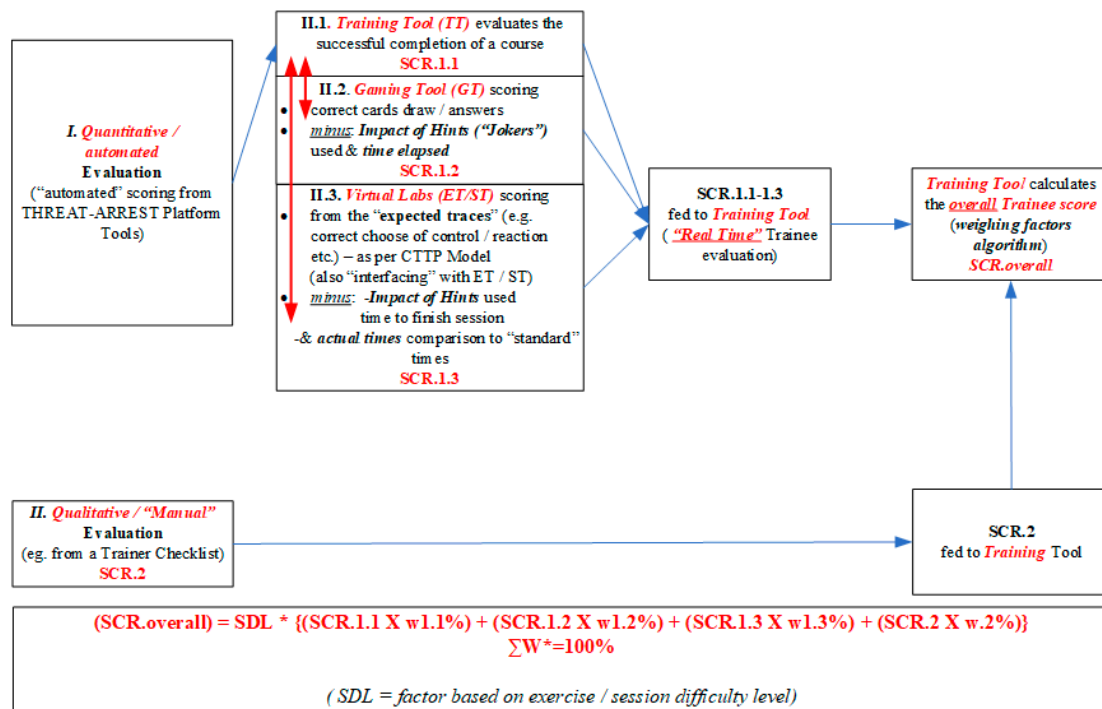 I. Quantitative /
automated
Evaluation
(“automated” scoring from
THREAT-ARREST Platform
Tools)
II.1. Training Tool (TT) evaluates the
successful completion of a course
SCR.1.1
II.2. Gaming Tool (GT) scoring
• correct cards draw / answers
• minus: Impact of Hints (“Jokers”)
used & time elapsed
SCR.1.2
II.3. Virtual Labs (ET/ST) scoring
• from the “expected traces” (e.g.
correct choose of control / reaction
etc.) – as per CTTP Model
(also “interfacing” with ET / ST)
• minus: -Impact of Hints used
time to finish session
-& actual times comparison to “standard”
times
SCR.1.3
SCR.1.1-1.3
fed to Training Tool
( “Real Time” Trainee
evaluation)
Training Tool calculates
the overall Trainee score
(weighing factors
algorithm)
SCR.overall
II. Qualitative / “Manual”
Evaluation
(eg. from a Trainer Checklist)
SCR.2
SCR.2
fed to Training Tool
(SCR.overall) = SDL * {(SCR.1.1 X w1.1%) + (SCR.1.2 X w1.2%) + (SCR.1.3 X w1.3%) + (SCR.2 X w.2%)}
∑W*=100%
( SDL = factor based on exercise / session difficulty level)